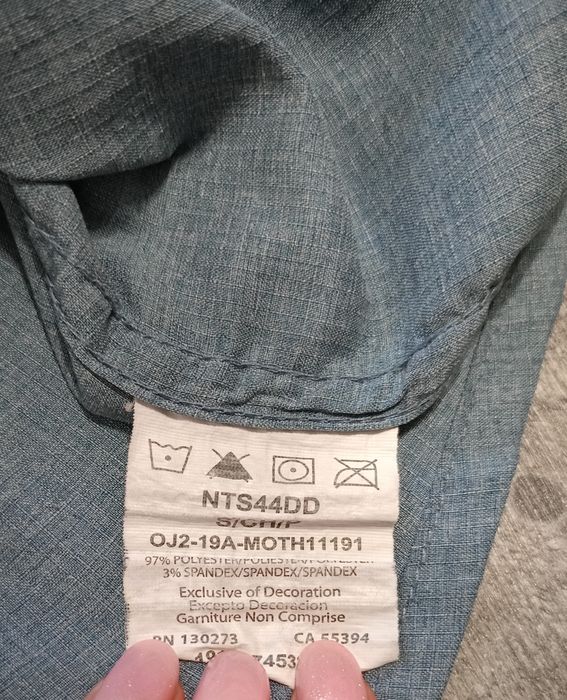 NTS44DD
S/CH/P
OJ2-19A-MOTH11191
97% POLYESTER/POLIESTER/POLYESTER
3% SPANDEX/SPANDEX/SPANDEX
Exclusive of Decoration
Excepto Decoracion
Garniture Non Comprise
RN 130273 CA 55394